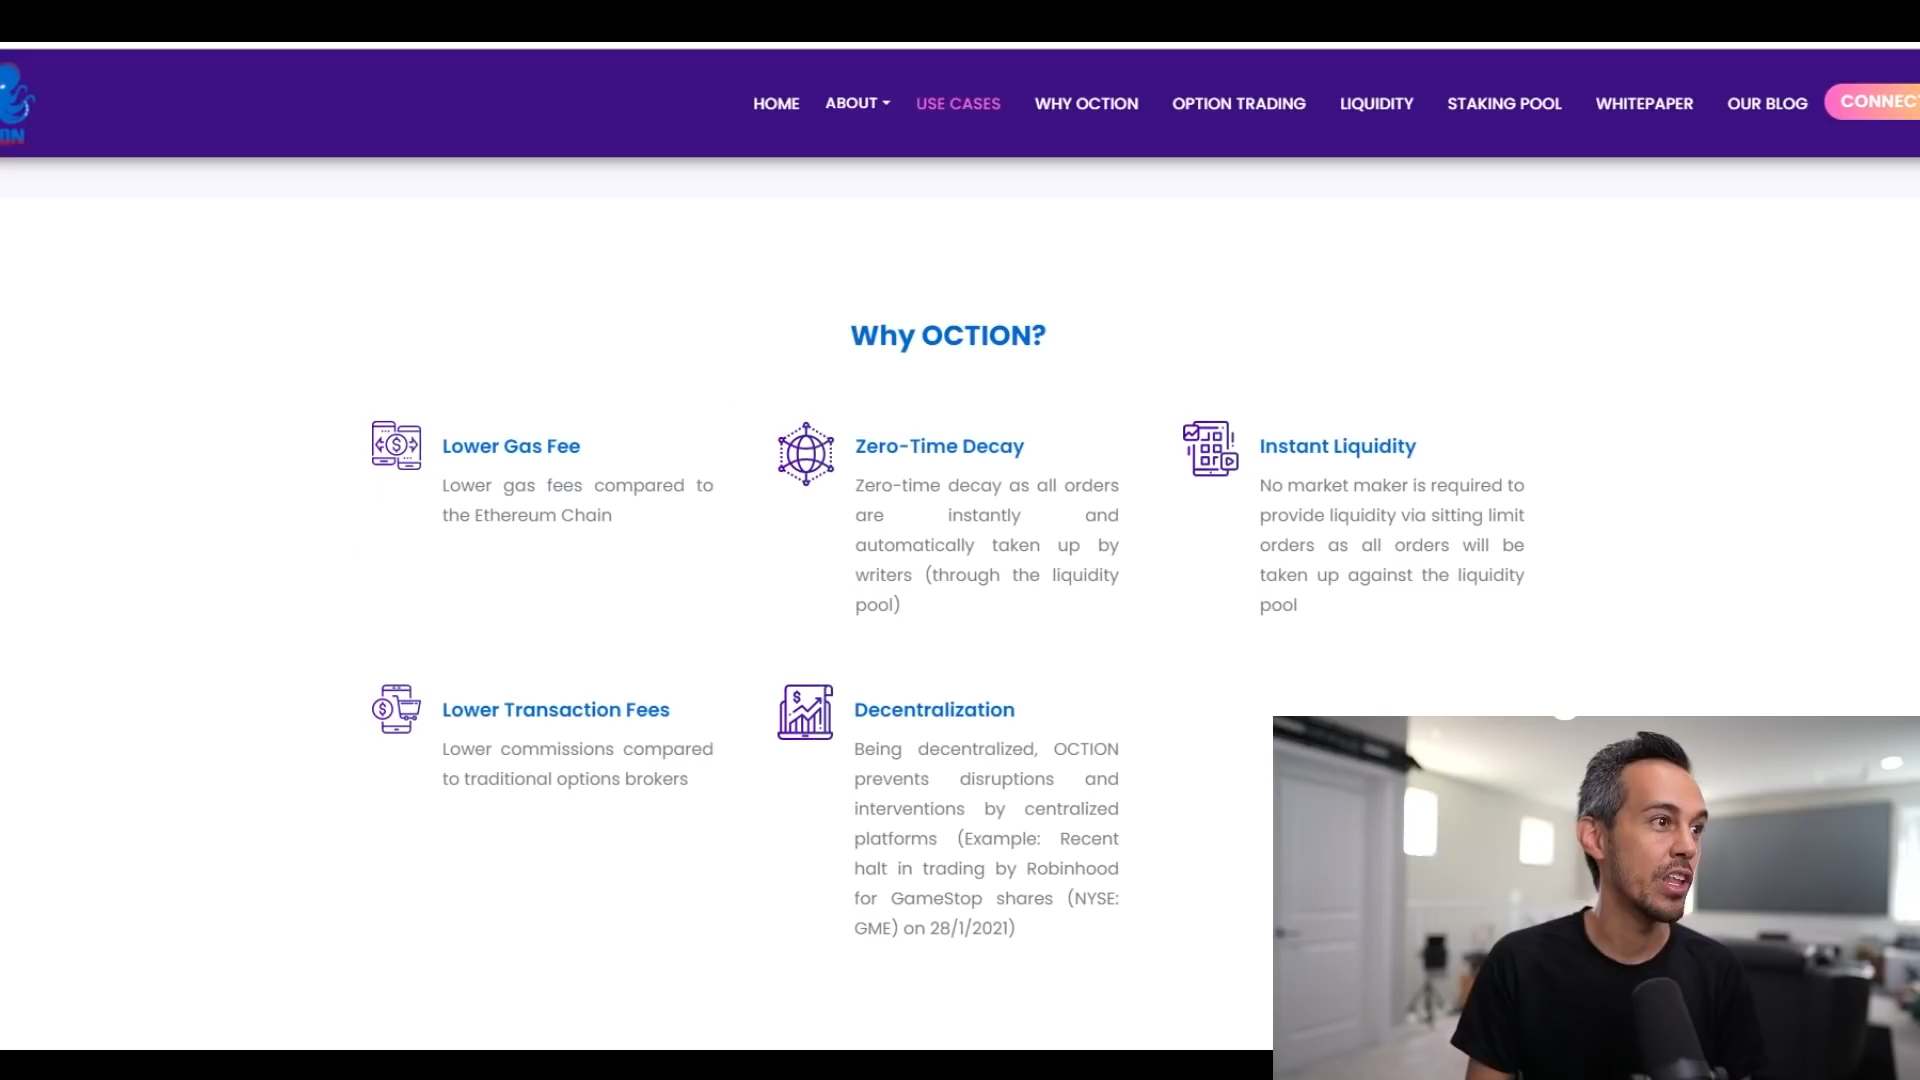 HOME ABOUT USE CASES WHY OCTION OPTION TRADING LIQUIDITY STAKING POOL WHITEPAPER OUR BLOG CONNECT
Why OCTION?
Lower Gas Fee
Lower gas fees compared to
the Ethereum Chain
Zero-Time Decay
Zero-time decay as all orders
are instantly and
automatically taken up by
writers (through the liquidity
pool)
Instant Liquidity
No market maker is required to
provide liquidity via sitting limit
orders as all orders will be
taken up against the liquidity
pool
Lower Transaction Fees
Lower commissions compared
to traditional options brokers
Decentralization
Being decentralized, OCTION
prevents disruptions and
interventions by centralized
platforms (Example: Recent
halt in trading by Robinhood
for GameStop shares (NYSE:
GME) on 28/1/2021)